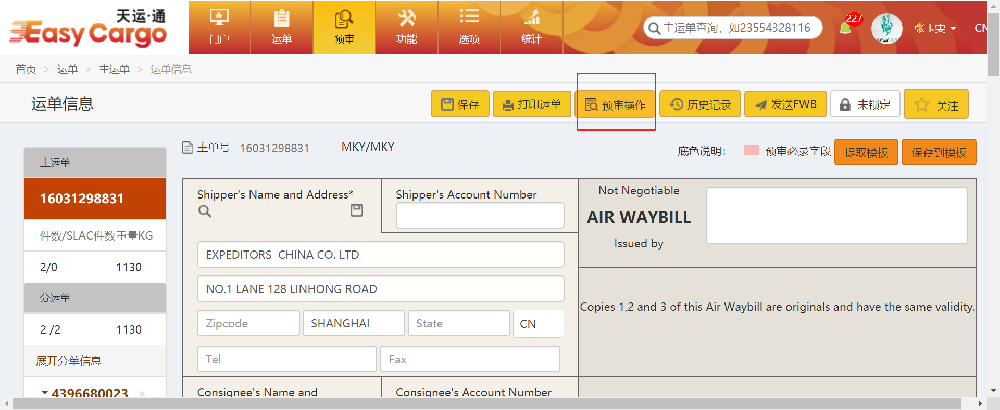 天运·通
Easy Cargo
门户
运单
预审
功能
选项
统计
主运单查询，如23554328116
227
张玉雯
CN
首页 > 运单 > 主运单 > 运单信息
运单信息
保存
打印运单
预审操作
历史记录
发送FWB
未锁定
关注
主单号 16031298831 MKY/MKY
底色说明： 预审必录字段
提取模板
保存到模板
主运单
16031298831
件数/SLAC件数重量KG
2/0 1130
分运单
2 /2 1130
展开分单信息
4396680023 ×
Shipper's Name and Address*
Shipper's Account Number
EXPEDITORS  CHINA CO. LTD
NO.1 LANE 128 LINHONG ROAD
Zipcode SHANGHAI State CN
Tel Fax
Consignee's Name and
Consignee's Account Number
Not Negotiable
AIR WAYBILL
Issued by
Copies 1,2 and 3 of this Air Waybill are originals and have the same validity.